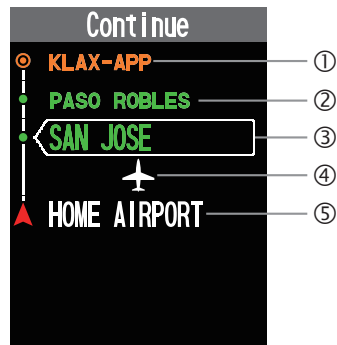 Continue
KLAX-APP ①
PASO ROBLES ②
SAN JOSE ③
④
HOME AIRPORT ⑤